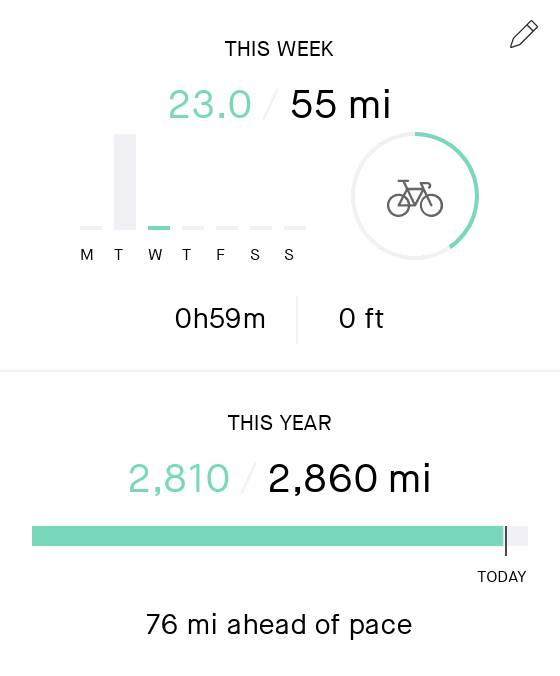 THIS WEEK
23.0 / 55 mi
M T W T F S S
0h59m 0 ft
THIS YEAR
2,810 / 2,860 mi
TODAY
76 mi ahead of pace